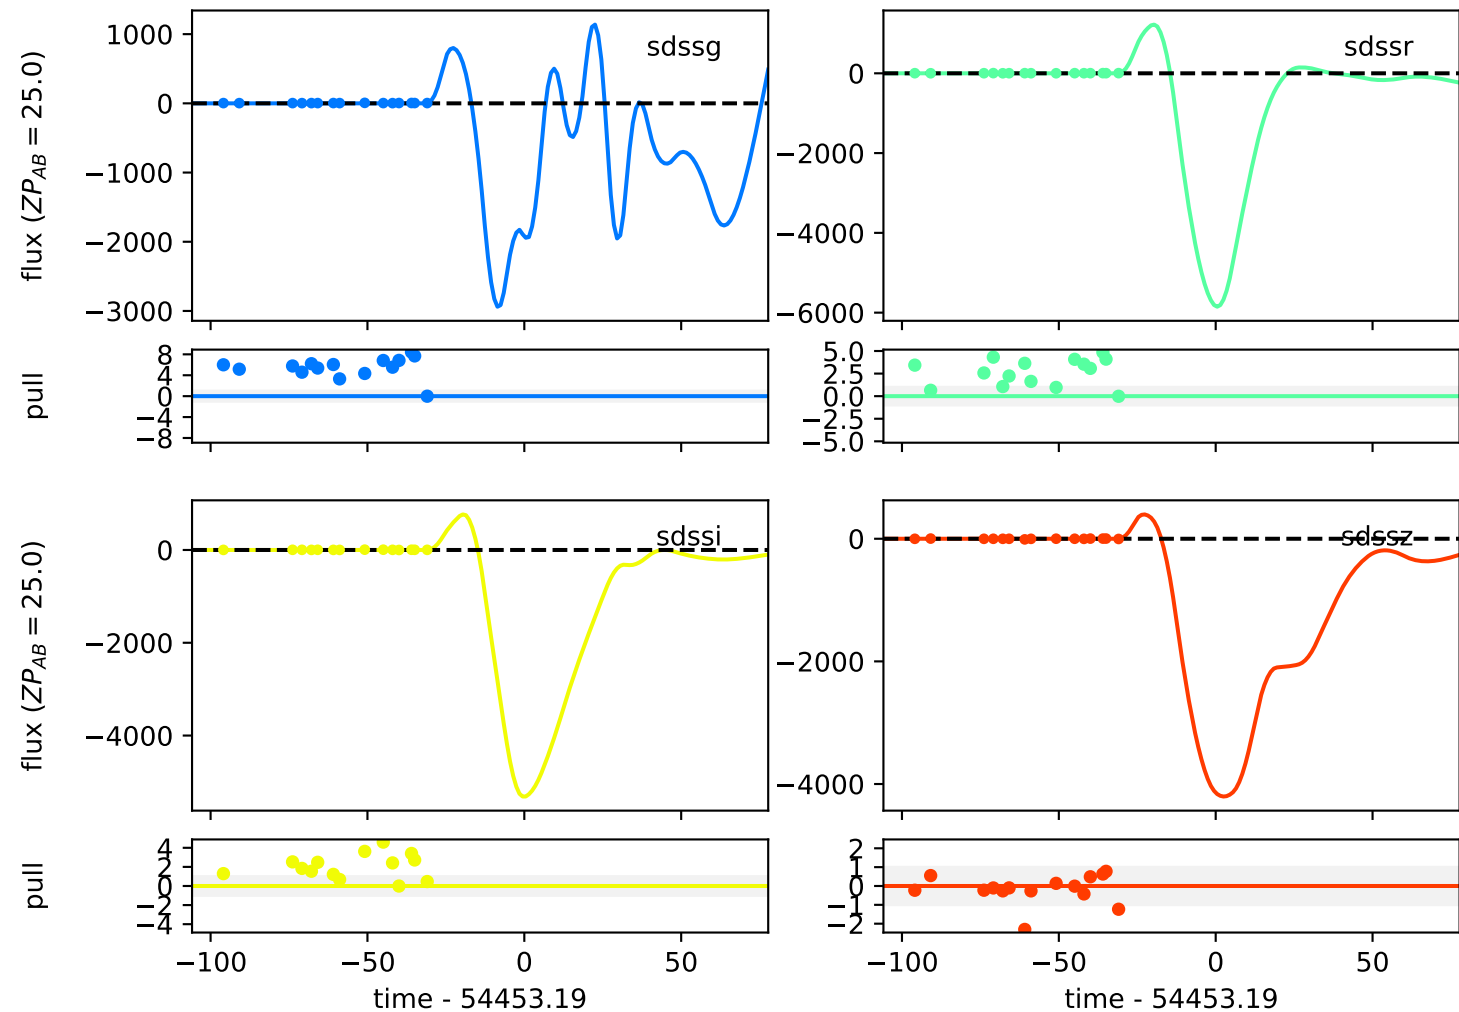 sdssg
1000
0
−1000
−2000
−3000
flux (ZP_AB = 25.0)
sdssr
0
−2000
−4000
−6000
8
4
0
−4
−8
pull
5.0
2.5
0.0
−2.5
−5.0
sdssi
0
−2000
−4000
flux (ZP_AB = 25.0)
sdssz
0
−2000
−4000
4
2
0
−2
−4
pull
2
1
0
−1
−2
−100 −50 0 50
time - 54453.19
−100 −50 0 50
time - 54453.19